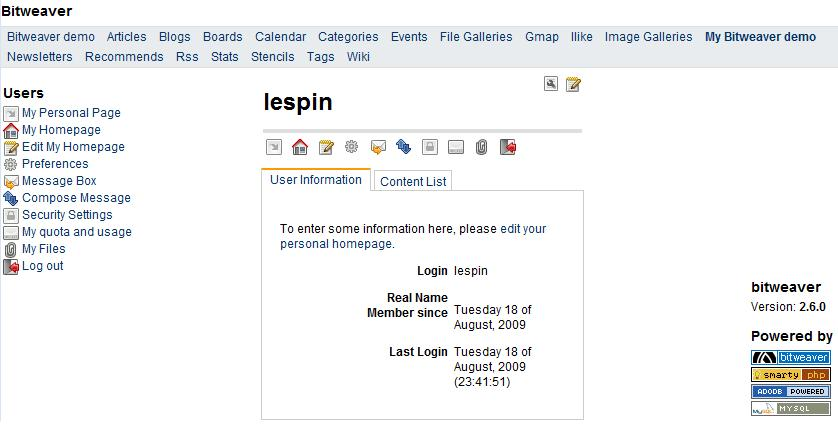 Bitweaver
Bitweaver demo Articles Blogs Boards Calendar Categories Events File Galleries Gmap Ilike Image Galleries My Bitweaver demo
Newsletters Recommends Rss Stats Stencils Tags Wiki
Users
My Personal Page
My Homepage
Edit My Homepage
Preferences
Message Box
Compose Message
Security Settings
My quota and usage
My Files
Log out
lespin
User Information Content List
To enter some information here, please edit your
personal homepage.
Login lespin
Real Name
Member since Tuesday 18 of
August, 2009
Last Login Tuesday 18 of
August, 2009
(23:41:51)
bitweaver
Version: 2.6.0
Powered by
bitweaver
smarty php
ADODB POWERED
MySQL MYSQL